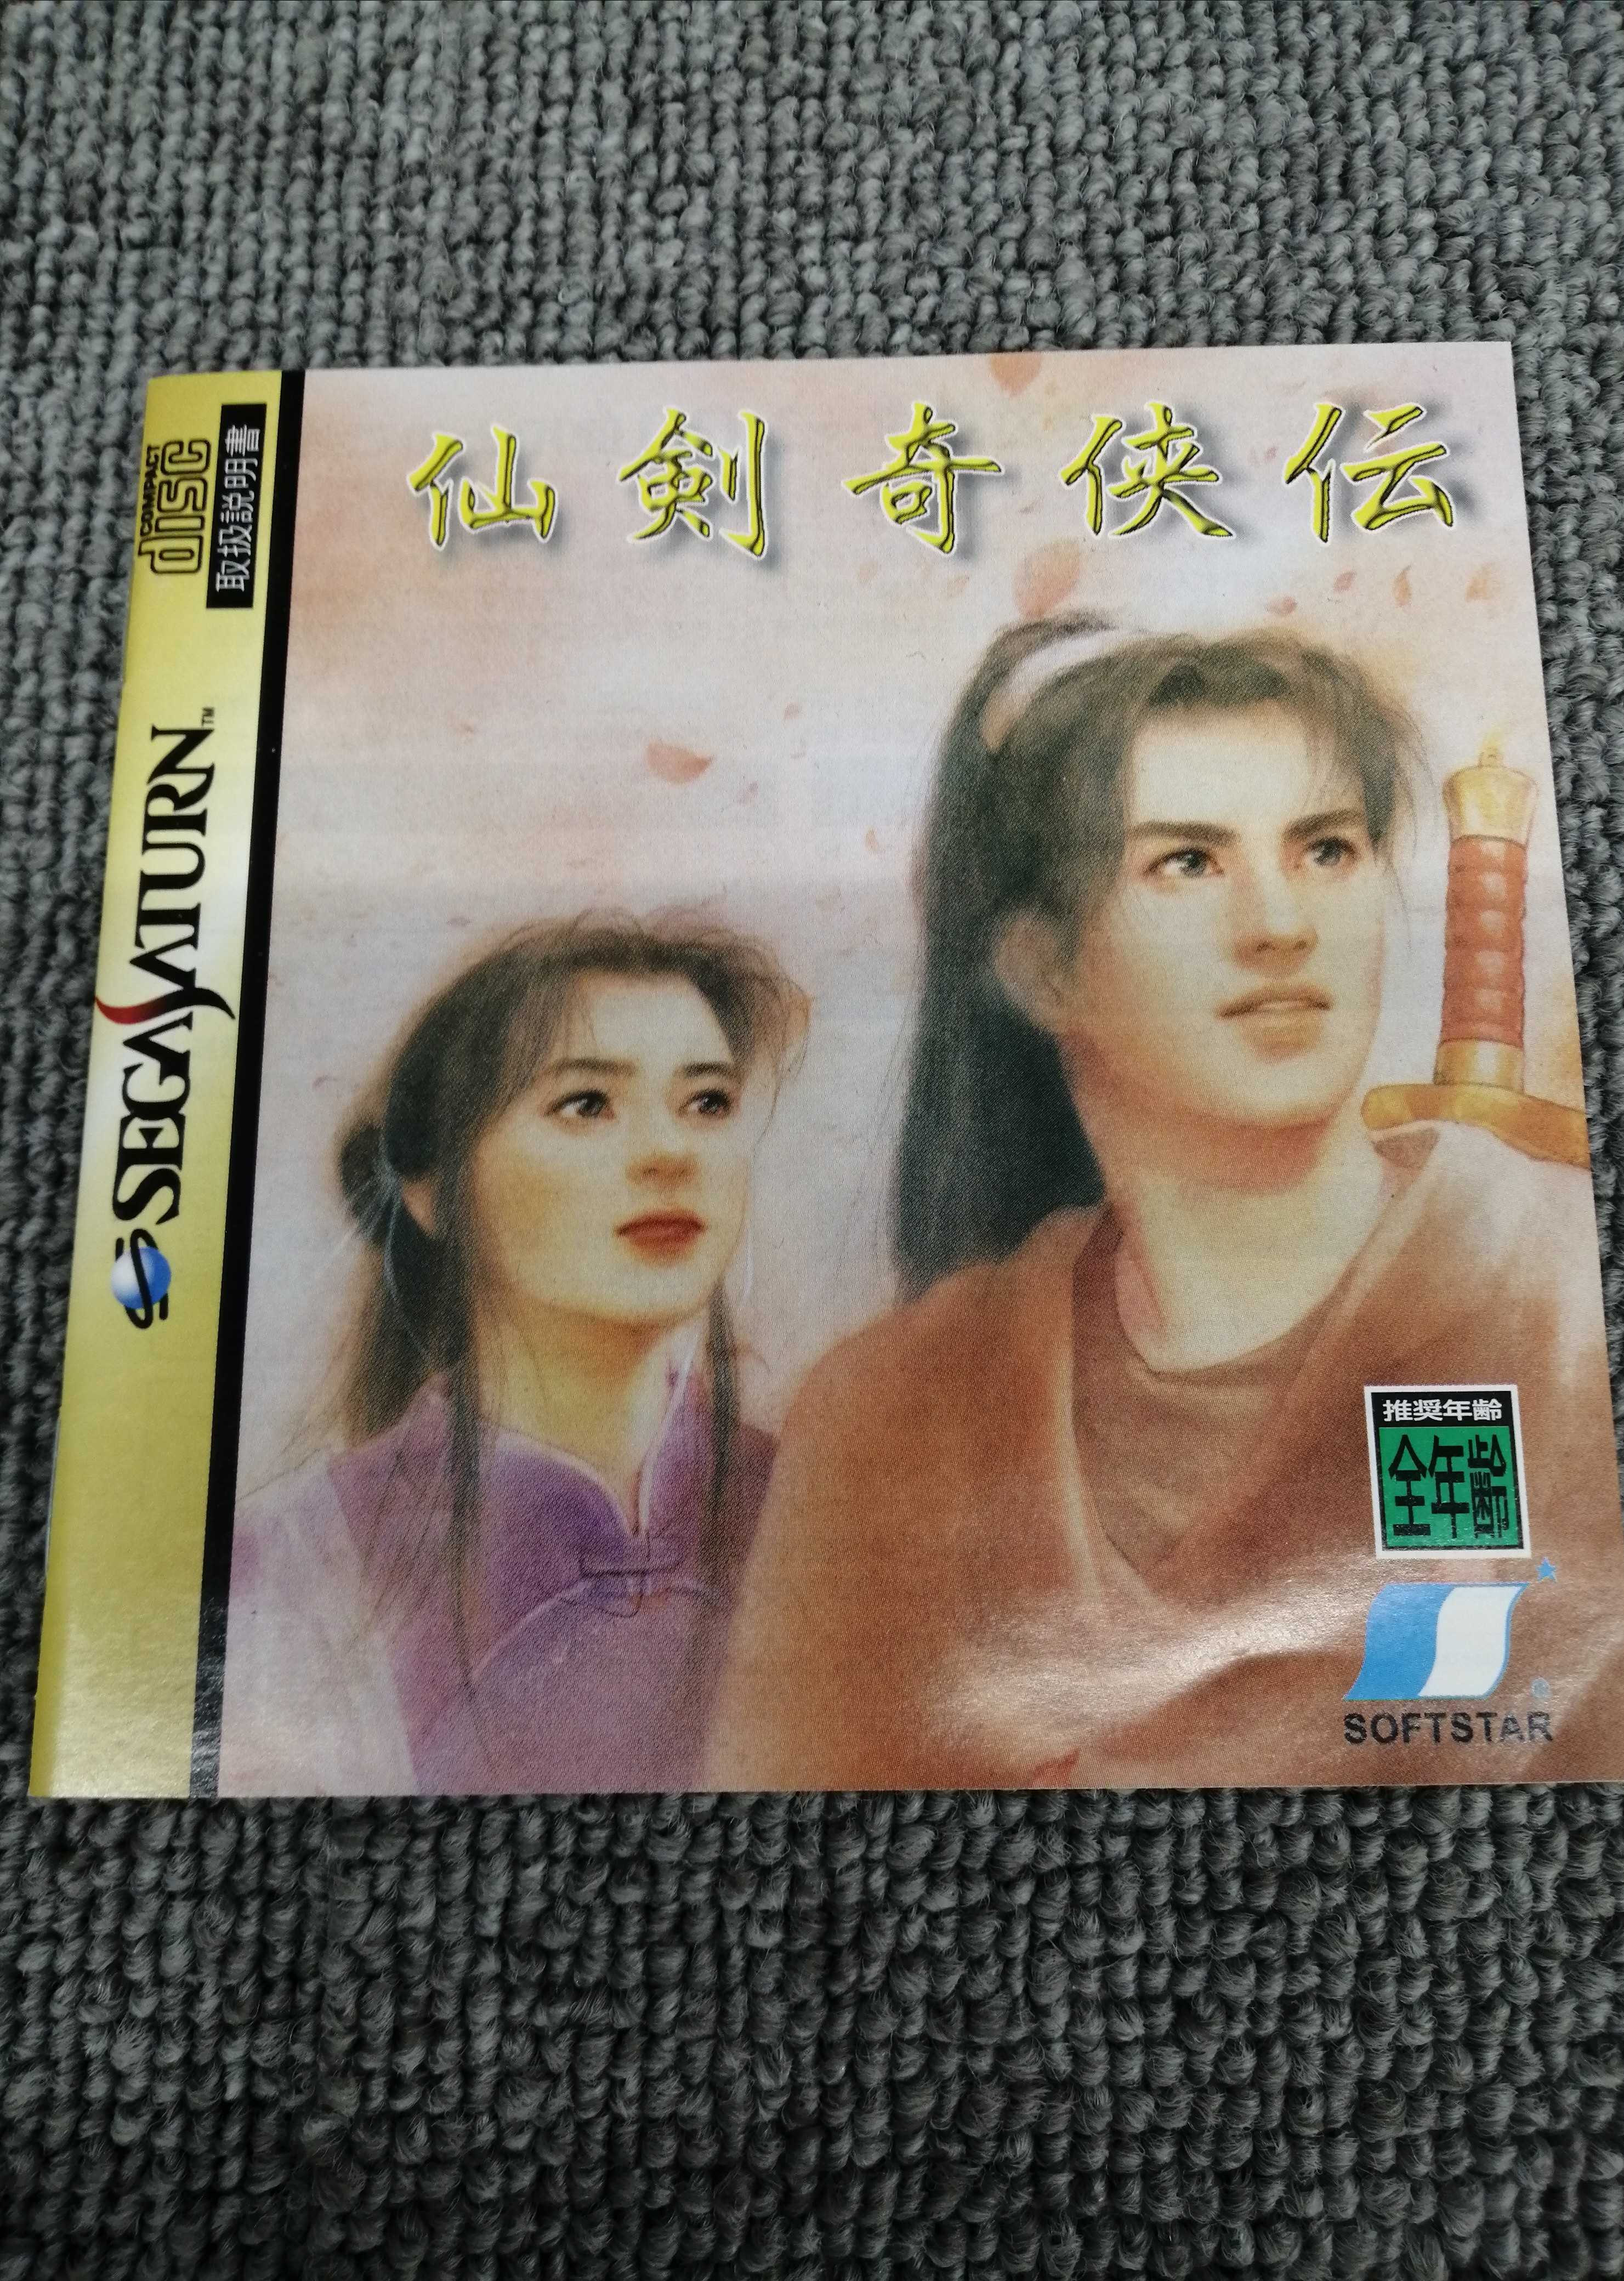 仙剣奇侠伝
COMPACT
disc
取扱説明書
SEGA SATURN™
推奨年齢
全年齢
®
SOFTSTAR